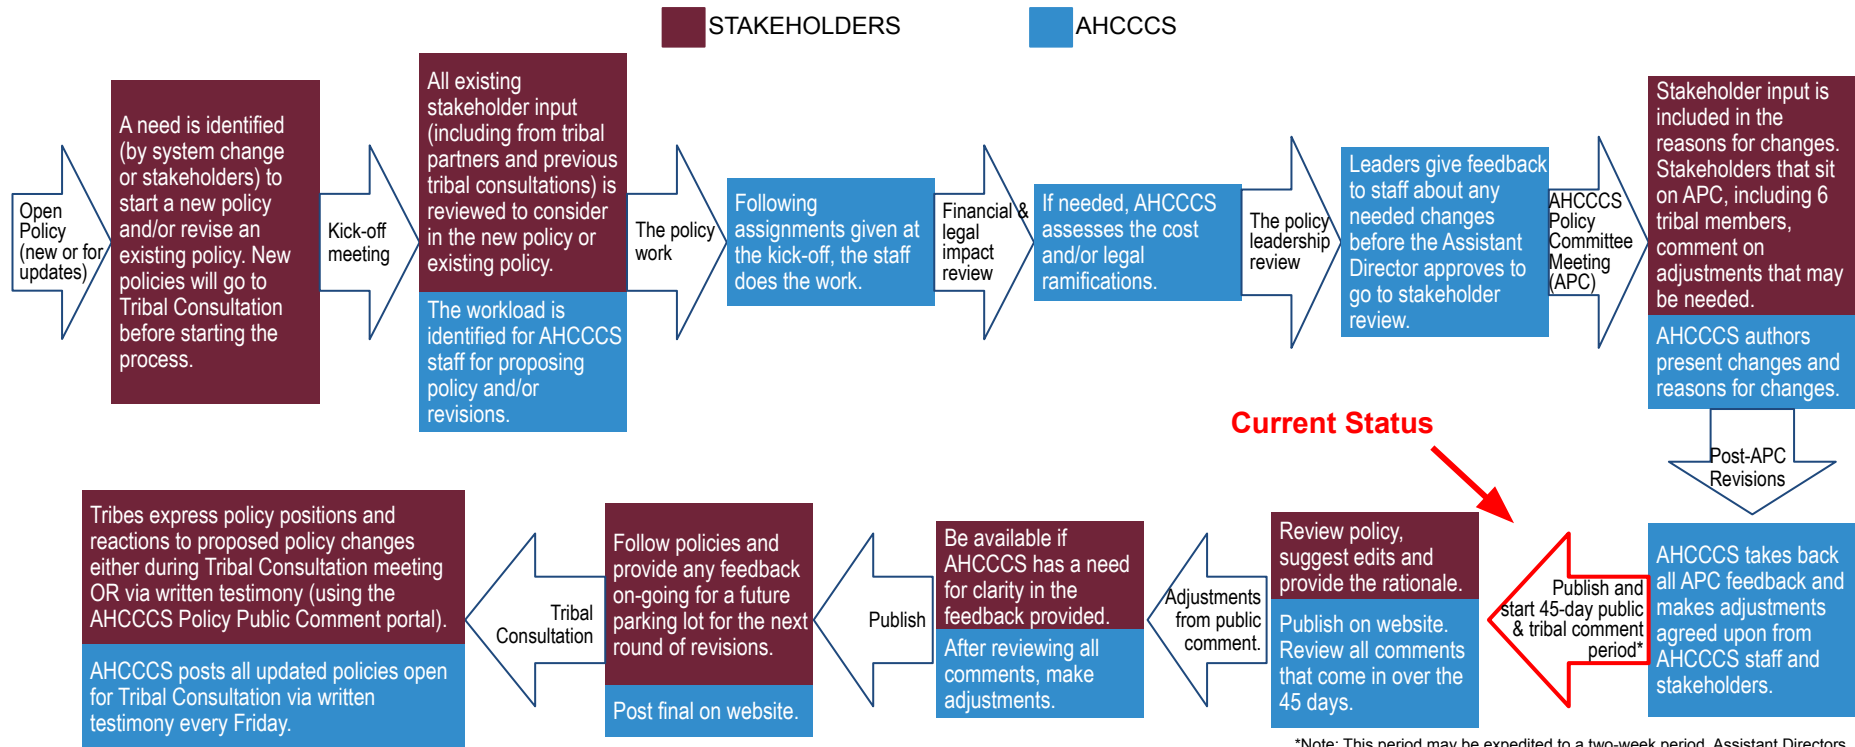 STAKEHOLDERS
AHCCCS
Open
Policy
(new or for
updates)
A need is identified
(by system change
or stakeholders) to
start a new policy
and/or revise an
existing policy. New
policies will go to
Tribal Consultation
before starting the
process.
Kick-off
meeting
All existing
stakeholder input
(including from tribal
partners and previous
tribal consultations) is
reviewed to consider
in the new policy or
existing policy.
The workload is
identified for AHCCCS
staff for proposing
policy and/or
revisions.
The policy
work
Following
assignments given at
the kick-off, the staff
does the work.
Financial &
legal
impact
review
If needed, AHCCCS
assesses the cost
and/or legal
ramifications.
The policy
leadership
review
Leaders give feedback
to staff about any
needed changes
before the Assistant
Director approves to
go to stakeholder
review.
AHCCCS
Policy
Committee
Meeting
(APC)
Stakeholder input is
included in the
reasons for changes.
Stakeholders that sit
on APC, including 6
tribal members,
comment on
adjustments that may
be needed.
AHCCCS authors
present changes and
reasons for changes.
Post-APC
Revisions
Current Status
AHCCCS takes back
all APC feedback and
makes adjustments
agreed upon from
AHCCCS staff and
stakeholders.
Publish and
start 45-day public
& tribal comment
period*
Review policy,
suggest edits and
provide the rationale.
Publish on website.
Review all comments
that come in over the
45 days.
Adjustments
from public
comment.
Be available if
AHCCCS has a need
for clarity in the
feedback provided.
After reviewing all
comments, make
adjustments.
Publish
Follow policies and
provide any feedback
on-going for a future
parking lot for the next
round of revisions.
Post final on website.
Tribal
Consultation
Tribes express policy positions and
reactions to proposed policy changes
either during Tribal Consultation meeting
OR via written testimony (using the
AHCCCS Policy Public Comment portal).
AHCCCS posts all updated policies open
for Tribal Consultation via written
testimony every Friday.
*Note: This period may be expedited to a two-week period. Assistant Directors